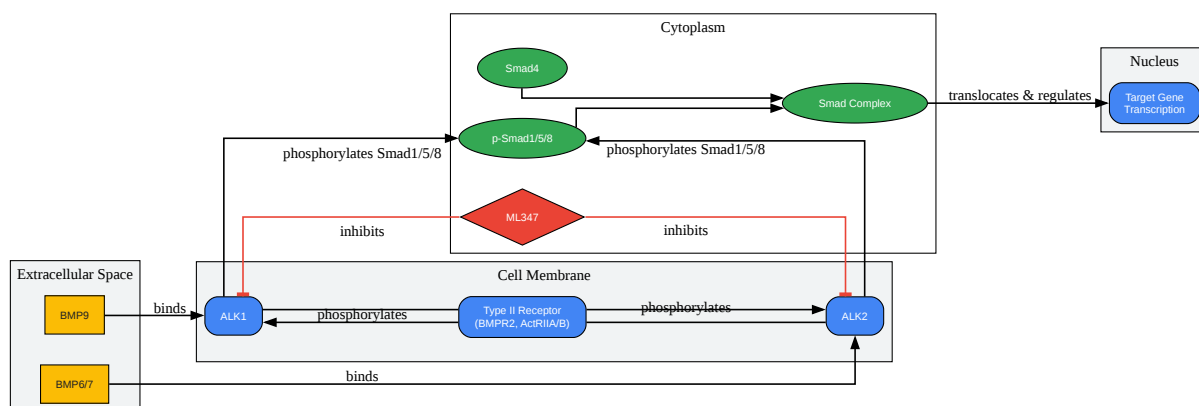 Cytoplasm
Smad4
Smad Complex
translocates & regulates
Nucleus
Target Gene
Transcription
p-Smad1/5/8
phosphorylates Smad1/5/8
phosphorylates Smad1/5/8
ML347
inhibits
inhibits
Extracellular Space
Cell Membrane
BMP9
binds
ALK1
phosphorylates
Type II Receptor
(BMPR2, ActRIIA/B)
phosphorylates
ALK2
BMP6/7
binds